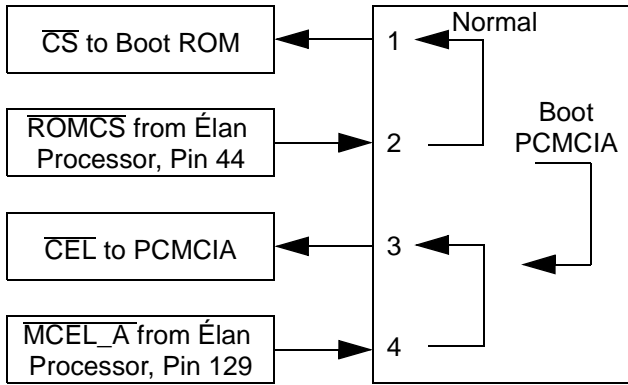 CS to Boot ROM
1
Normal
ROMCS from Élan
Processor, Pin 44
2
Boot
PCMCIA
CEL to PCMCIA
3
MCEL_A from Élan
Processor, Pin 129
4